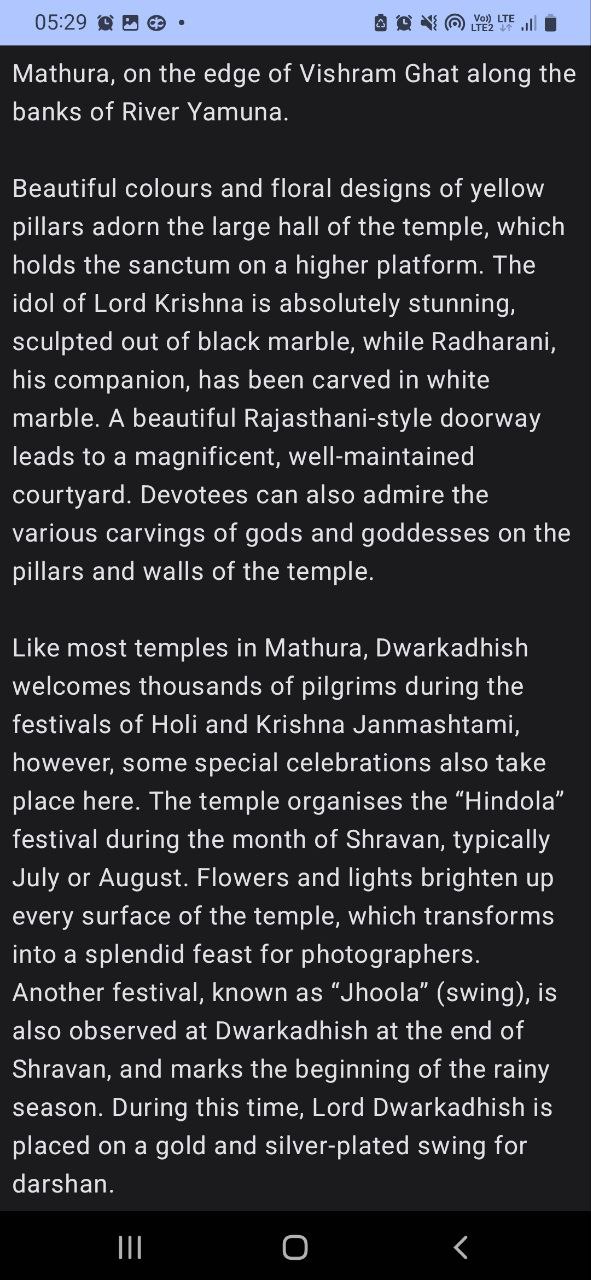 05:29
Vo)) LTE
LTE2
Mathura, on the edge of Vishram Ghat along the
banks of River Yamuna.
Beautiful colours and floral designs of yellow
pillars adorn the large hall of the temple, which
holds the sanctum on a higher platform. The
idol of Lord Krishna is absolutely stunning,
sculpted out of black marble, while Radharani,
his companion, has been carved in white
marble. A beautiful Rajasthani-style doorway
leads to a magnificent, well-maintained
courtyard. Devotees can also admire the
various carvings of gods and goddesses on the
pillars and walls of the temple.
Like most temples in Mathura, Dwarkadhish
welcomes thousands of pilgrims during the
festivals of Holi and Krishna Janmashtami,
however, some special celebrations also take
place here. The temple organises the “Hindola”
festival during the month of Shravan, typically
July or August. Flowers and lights brighten up
every surface of the temple, which transforms
into a splendid feast for photographers.
Another festival, known as “Jhoola” (swing), is
also observed at Dwarkadhish at the end of
Shravan, and marks the beginning of the rainy
season. During this time, Lord Dwarkadhish is
placed on a gold and silver-plated swing for
darshan.